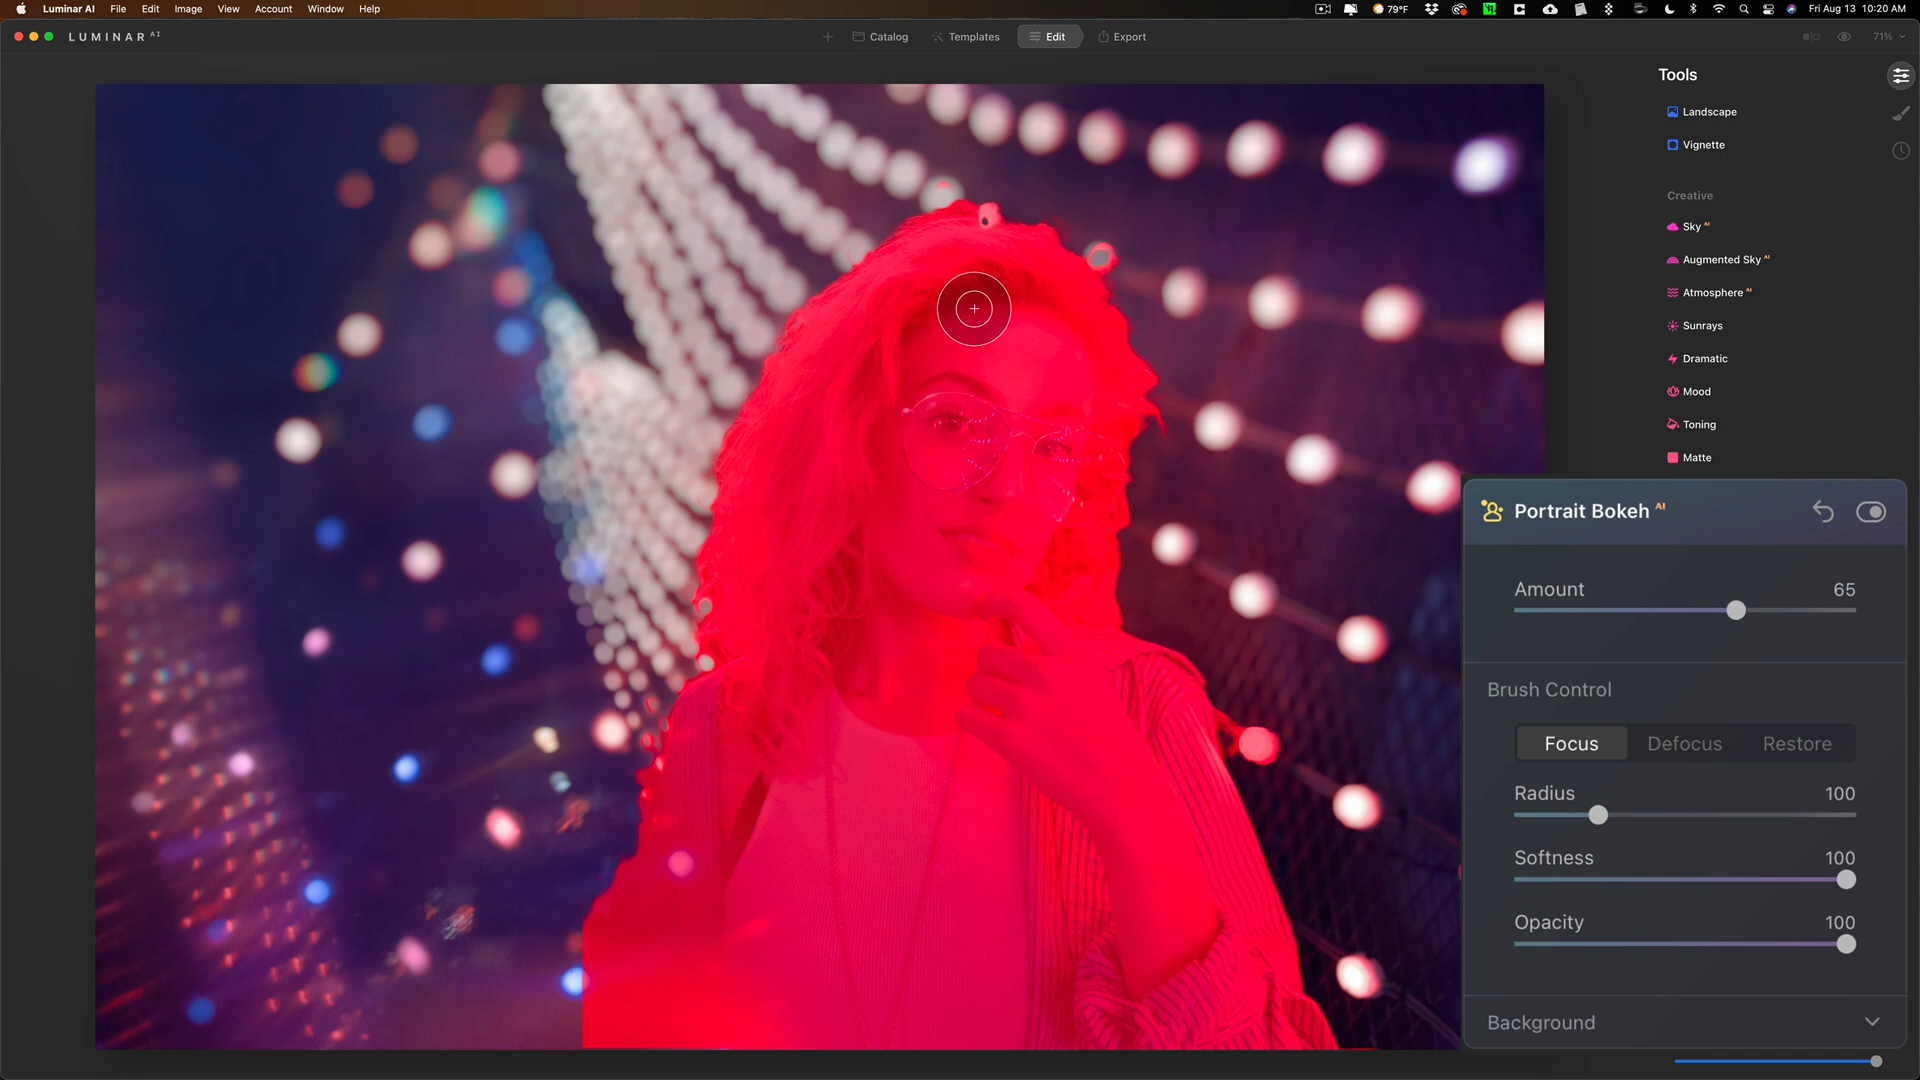 Luminar AI File Edit Image View Account Window Help 79°F Fri Aug 13 10:20 AM
LUMINAR AI Catalog Templates Edit Export 71%
Tools
Landscape
Vignette
Creative
Sky AI
Augmented Sky AI
Atmosphere AI
Sunrays
Dramatic
Mood
Toning
Matte
Portrait Bokeh AI
Amount 65
Brush Control
Focus Defocus Restore
Radius 100
Softness 100
Opacity 100
Background